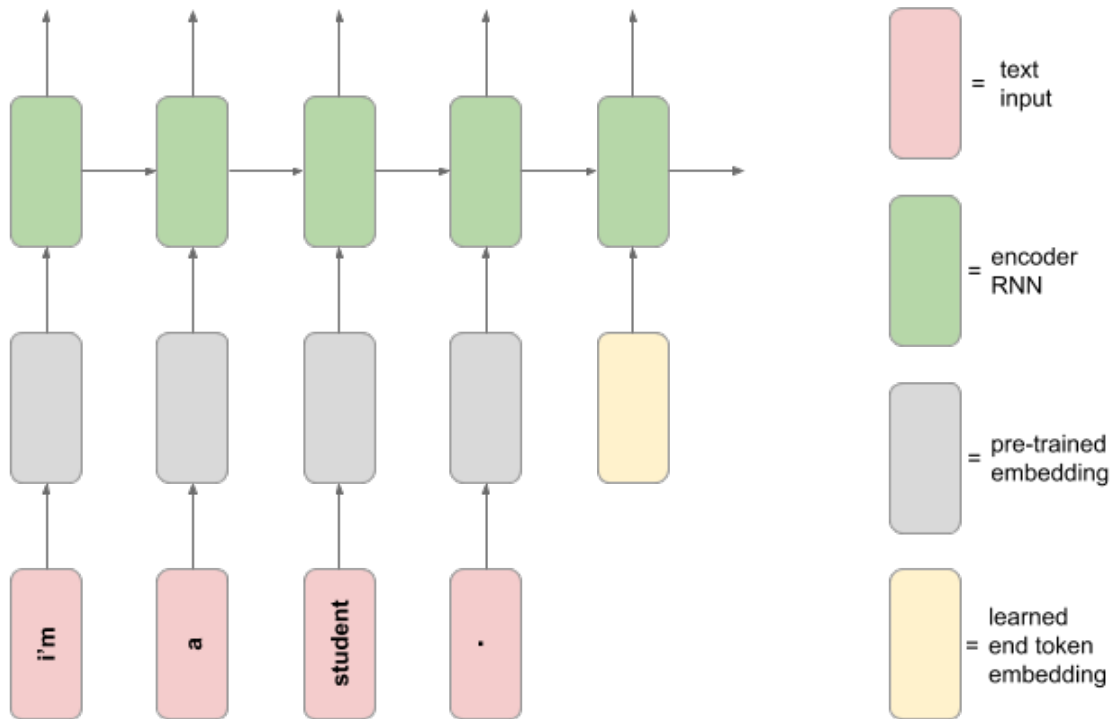 i'm
a
student
.
= text
input
= encoder
RNN
= pre-trained
embedding
= learned
end token
embedding